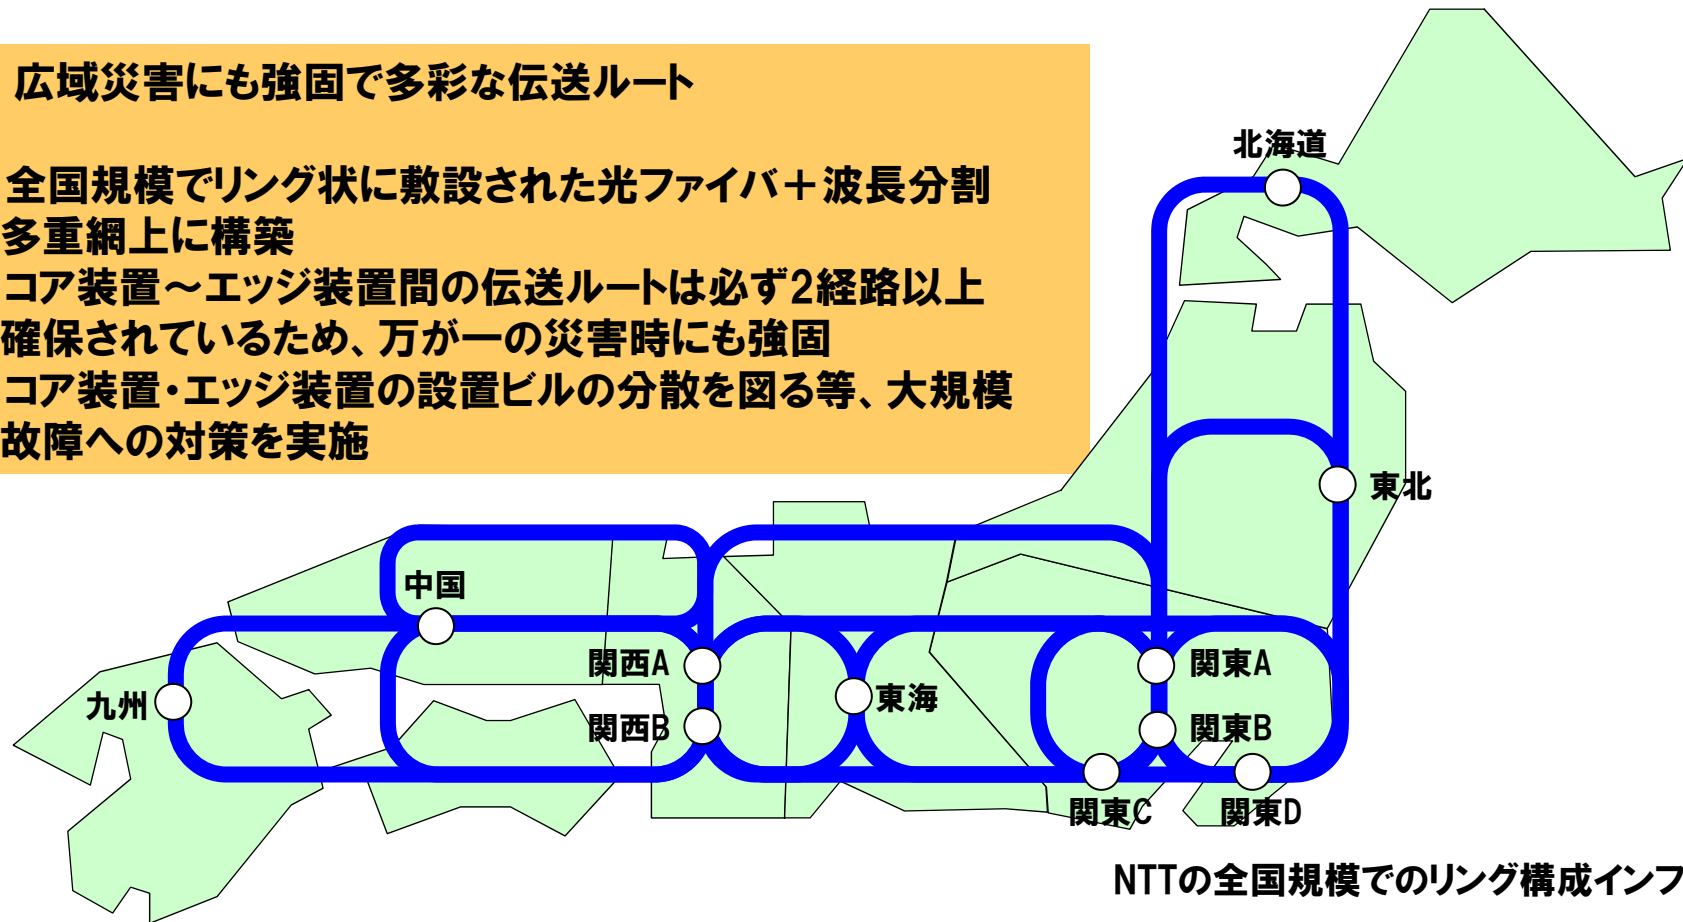 広域災害にも強固で多彩な伝送ルート
全国規模でリング状に敷設された光ファイバ＋波長分割
多重網上に構築
コア装置～エッジ装置間の伝送ルートは必ず2経路以上
確保されているため、万が一の災害時にも強固
コア装置・エッジ装置の設置ビルの分散を図る等、大規模
故障への対策を実施
北海道
東北
中国
関西A
関東A
九州
東海
関西B
関東B
関東C
関東D
NTTの全国規模でのリング構成インフ